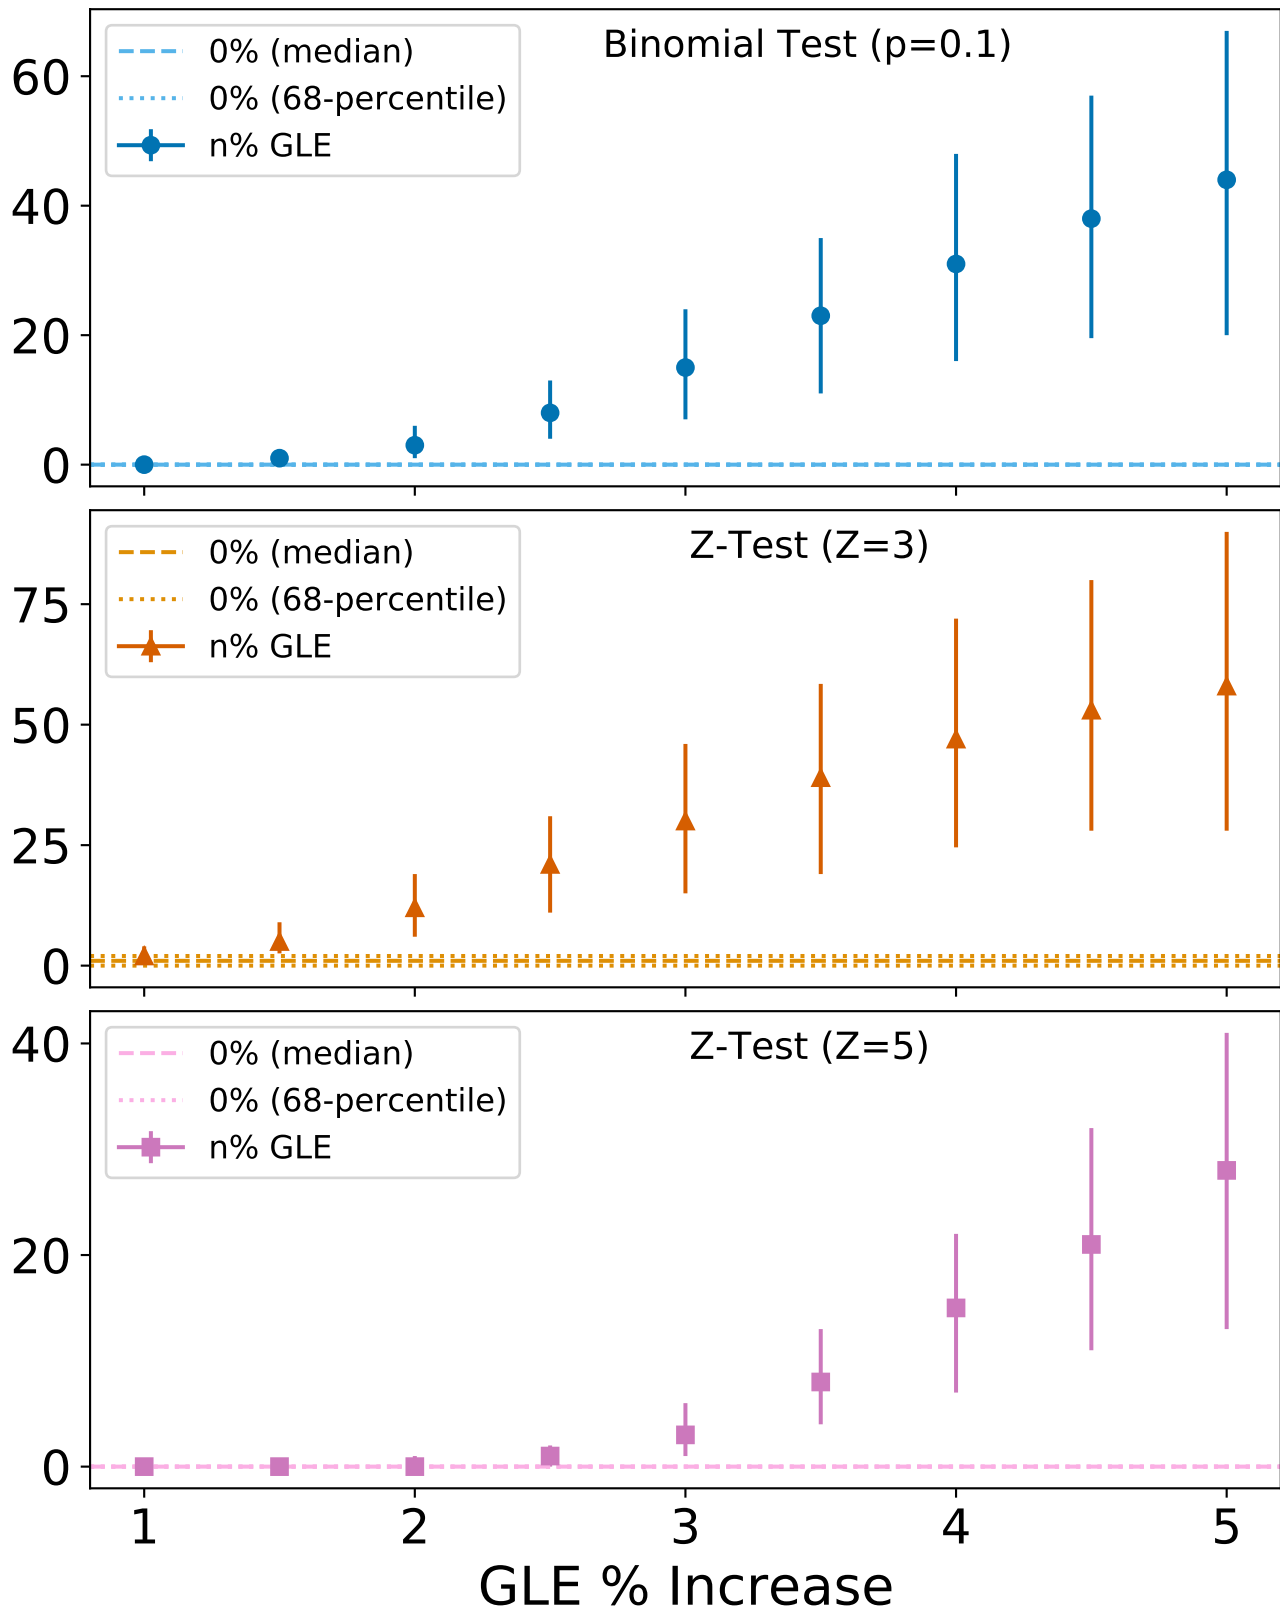 Binomial Test (p=0.1)
0% (median)
0% (68-percentile)
n% GLE
60
40
20
0
Z-Test (Z=3)
0% (median)
0% (68-percentile)
n% GLE
75
50
25
0
Z-Test (Z=5)
0% (median)
0% (68-percentile)
n% GLE
40
20
0
1 2 3 4 5
GLE % Increase